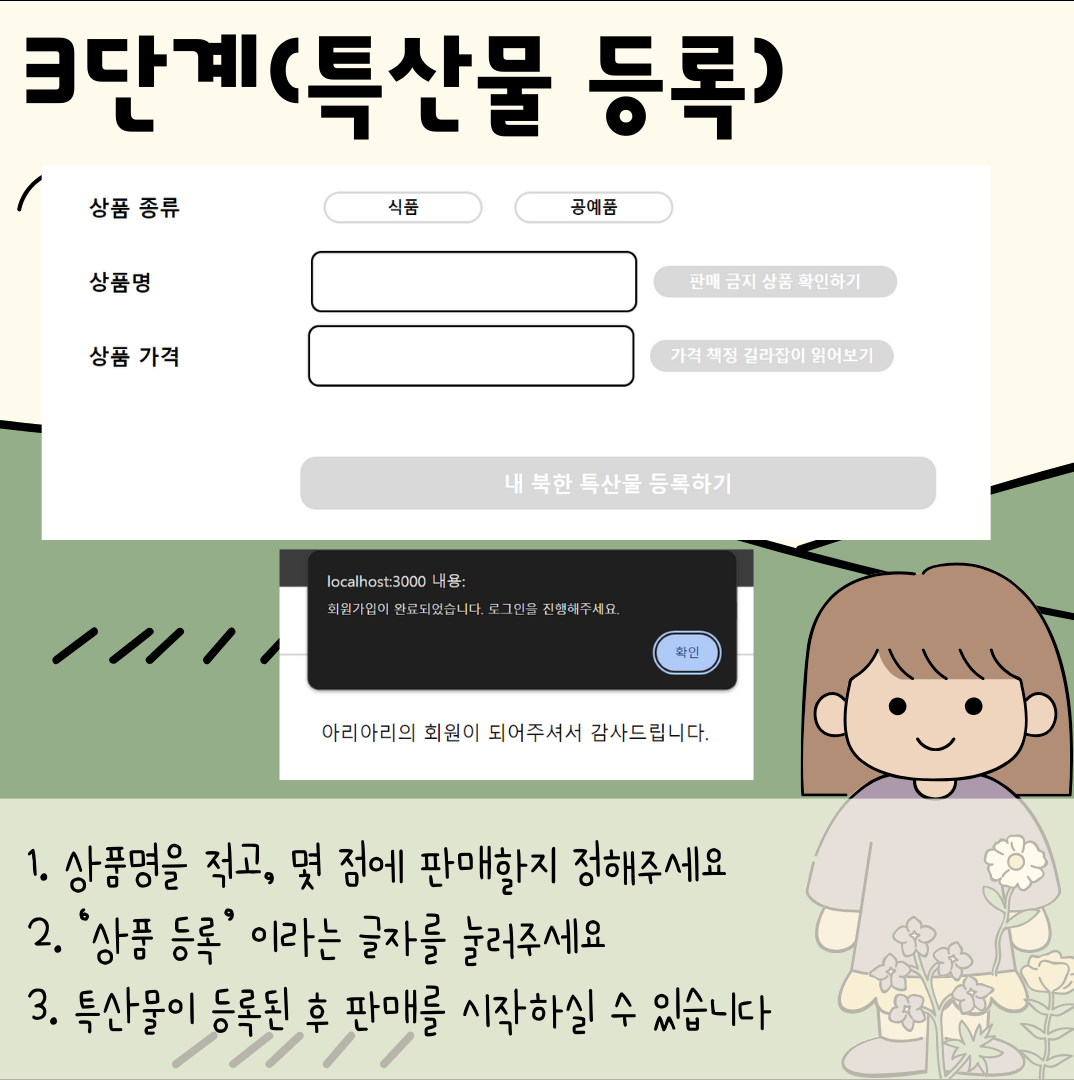 3단계(특산물 등록)
상품 종류 식품 공예품
상품명 판매 금지 상품 확인하기
상품 가격 가격 책정 길라잡이 읽어보기
내 북한 특산물 등록하기
localhost:3000 내용:
회원가입이 완료되었습니다. 로그인을 진행해주세요.
확인
아리아리의 회원이 되어주셔서 감사드립니다.
1. 상품명을 적고, 몇 점에 판매할지 정해주세요
2. '상품 등록' 이라는 글자를 눌러주세요
3. 특산물이 등록된 후 판매를 시작하실 수 있습니다